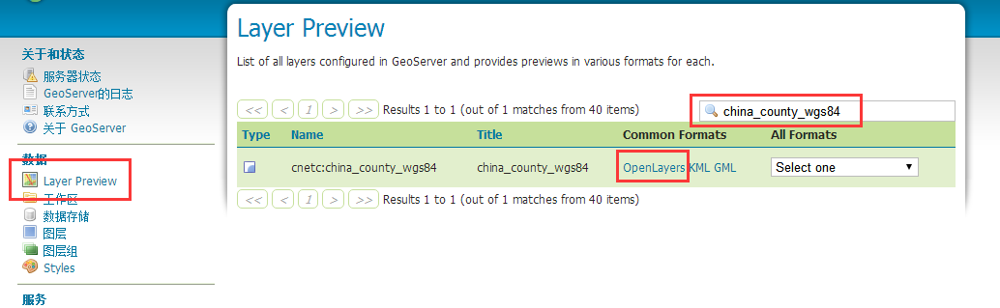 Layer Preview
List of all layers configured in GeoServer and provides previews in various formats for each.
<< < 1 > >> Results 1 to 1 (out of 1 matches from 40 items)
china_county_wgs84
Type Name Title Common Formats All Formats
cnetc:china_county_wgs84 china_county_wgs84 OpenLayers KML GML Select one
<< < 1 > >> Results 1 to 1 (out of 1 matches from 40 items)
关于和状态
服务器状态
GeoServer的日志
联系方式
关于 GeoServer
数据
Layer Preview
工作区
数据存储
图层
图层组
Styles
服务